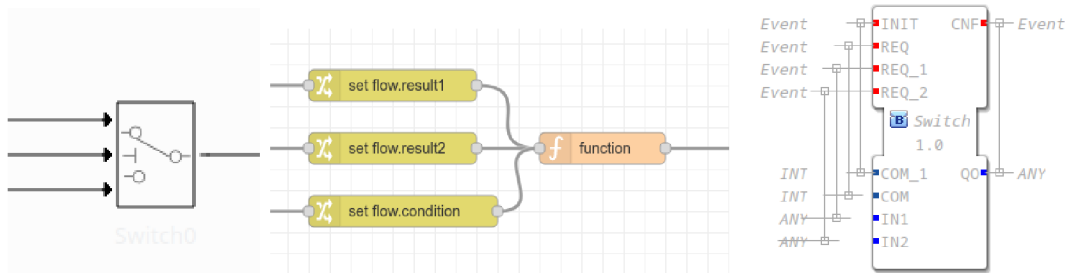 Switch0
set flow.result1
set flow.result2
set flow.condition
f function
Event INIT CNF Event
Event REQ
Event REQ_1
Event REQ_2
B Switch
1.0
INT COM_1 QO ANY
INT COM
ANY IN1
ANY IN2